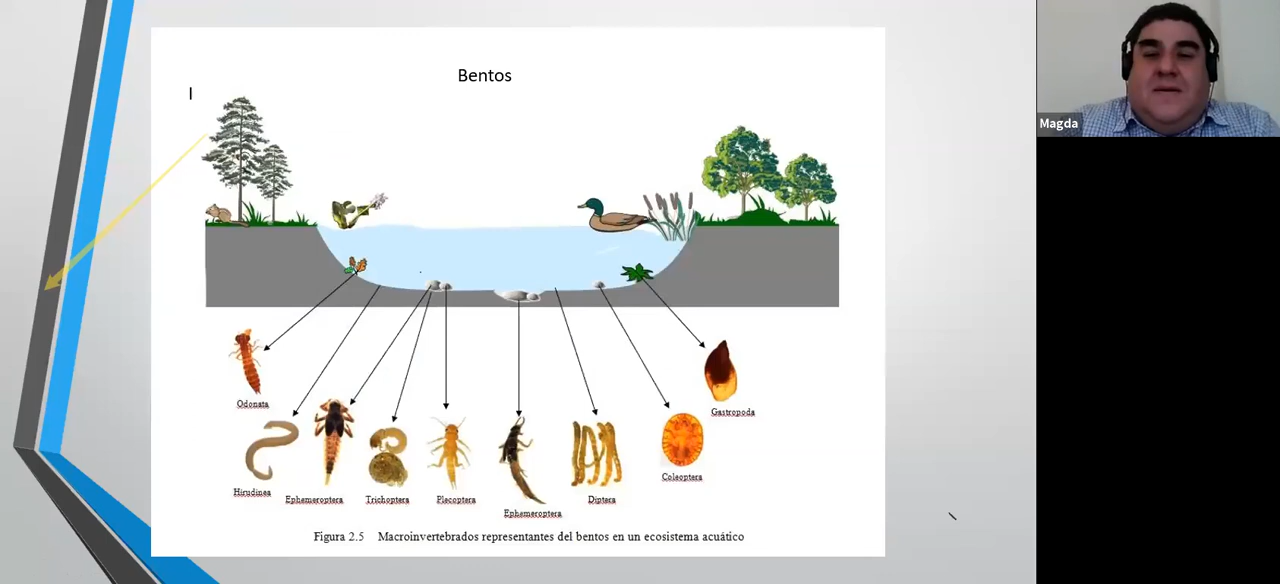 Bentos
Magda
Odonata
Gastropoda
Hirudinea
Ephemeroptera
Trichoptera
Plecoptera
Ephemeroptera
Diptera
Coleoptera
Figura 2.5 Macroinvertebrados representantes del bentos en un ecosistema acuático